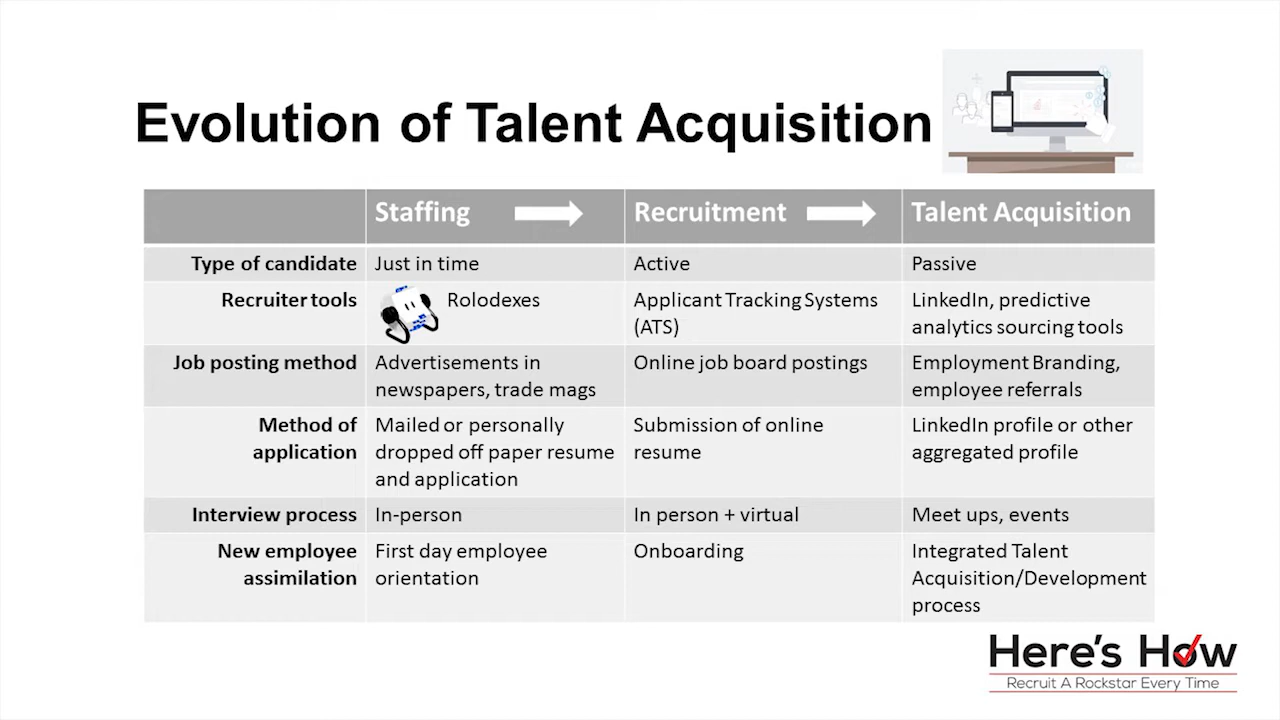 Evolution of Talent Acquisition
Staffing
Recruitment
Talent Acquisition
Type of candidate
Just in time
Active
Passive
Recruiter tools
Rolodexes
Applicant Tracking Systems
(ATS)
LinkedIn, predictive
analytics sourcing tools
Job posting method
Advertisements in
newspapers, trade mags
Online job board postings
Employment Branding,
employee referrals
Method of
application
Mailed or personally
dropped off paper resume
and application
Submission of online
resume
LinkedIn profile or other
aggregated profile
Interview process
In-person
In person + virtual
Meet ups, events
New employee
assimilation
First day employee
orientation
Onboarding
Integrated Talent
Acquisition/Development
process
Here's How
Recruit A Rockstar Every Time